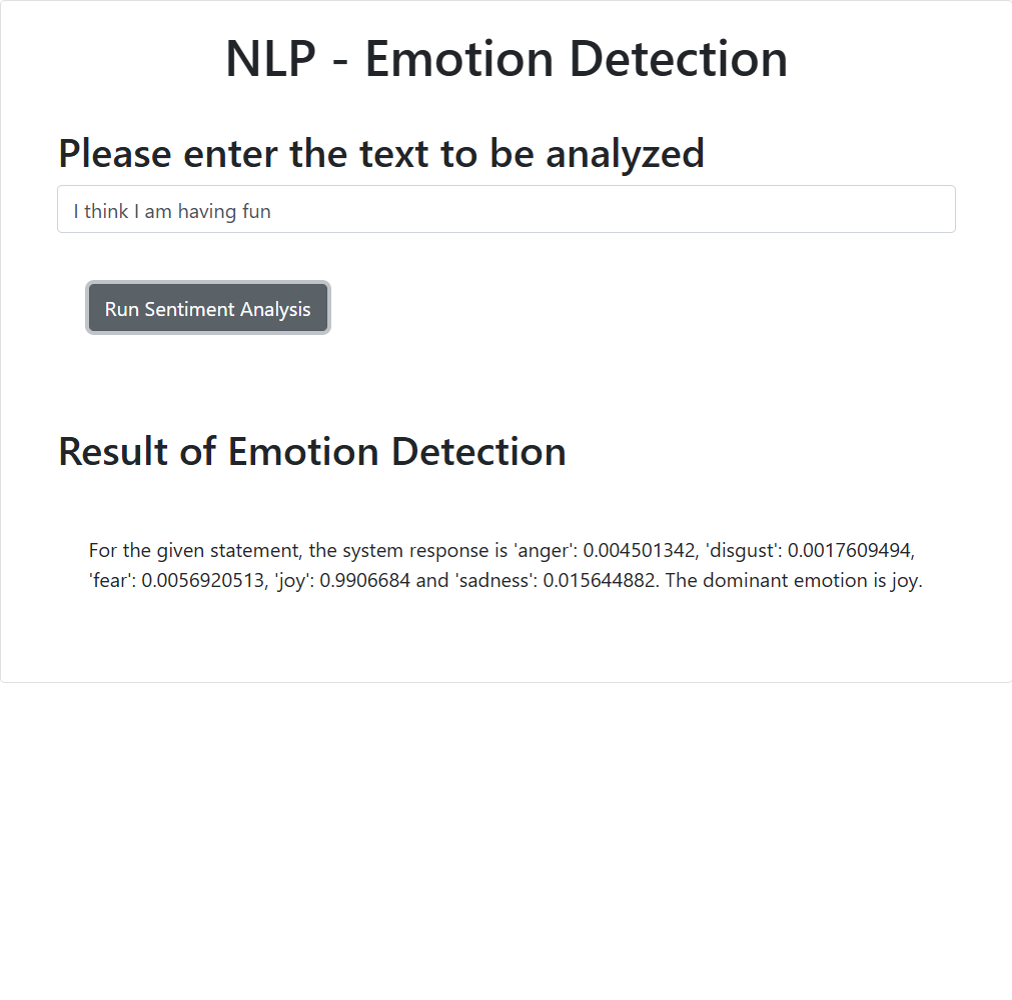 NLP - Emotion Detection
Please enter the text to be analyzed
I think I am having fun
Run Sentiment Analysis
Result of Emotion Detection
For the given statement, the system response is 'anger': 0.004501342, 'disgust': 0.0017609494,
'fear': 0.0056920513, 'joy': 0.9906684 and 'sadness': 0.015644882. The dominant emotion is joy.